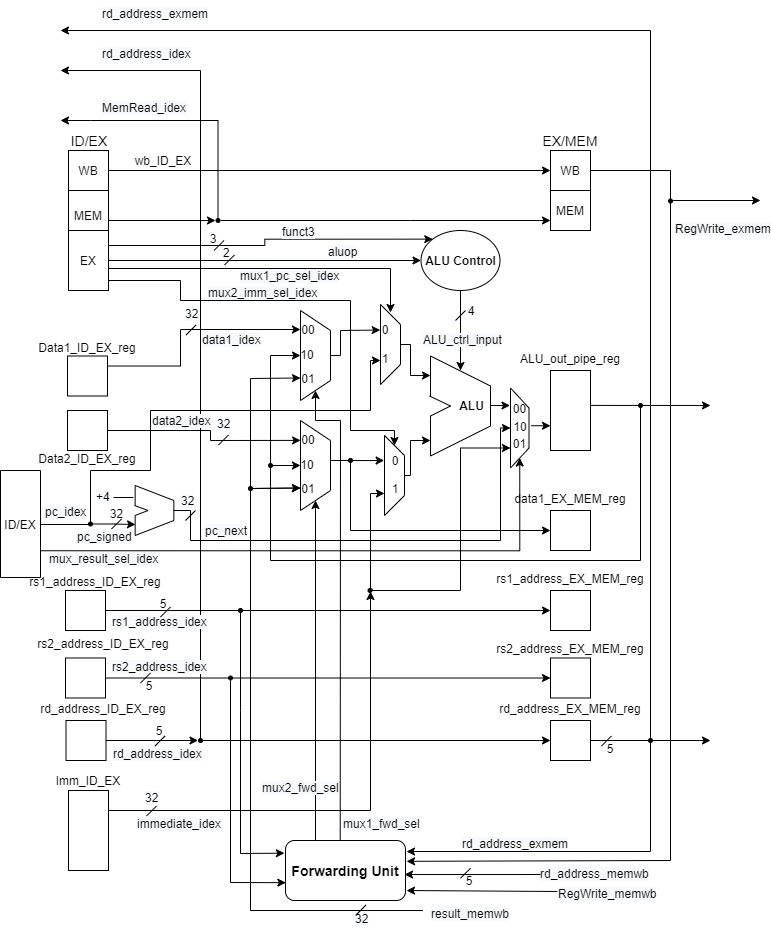 rd_address_exmem
rd_address_idex
MemRead_idex
ID/EX
EX/MEM
WB
wb_ID_EX
WB
MEM
MEM
RegWrite_exmem
funct3
3
EX
2
aluop
ALU Control
mux1_pc_sel_idex
mux2_imm_sel_idex
32
4
00
0
data1_idex
ALU_ctrl_input
Data1_ID_EX_reg
10
1
ALU_out_pipe_reg
01
ALU
00
data2_idex
32
10
00
01
Data2_ID_EX_reg
0
10
01
1
+4
32
data1_EX_MEM_reg
pc_idex
32
ID/EX
pc_signed
pc_next
mux_result_sel_idex
rs1_address_ID_EX_reg
rs1_address_EX_MEM_reg
5
rs1_address_idex
rs2_address_ID_EX_reg
rs2_address_EX_MEM_reg
rs2_address_idex
5
rd_address_ID_EX_reg
rd_address_EX_MEM_reg
5
rd_address_idex
5
Imm_ID_EX
mux2_fwd_sel
32
immediate_idex
mux1_fwd_sel
rd_address_exmem
Forwarding Unit
rd_address_memwb
5
RegWrite_memwb
32
result_memwb